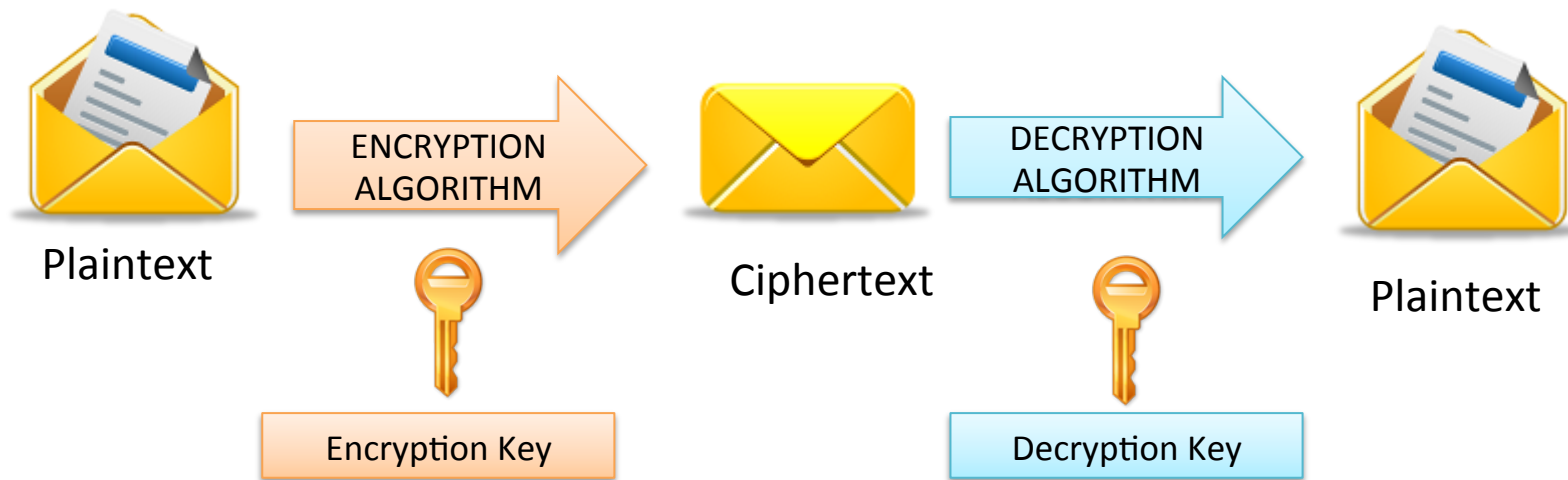 ENCRYPTION
ALGORITHM
DECRYPTION
ALGORITHM
Plaintext
Ciphertext
Plaintext
Encryption Key
Decryption Key